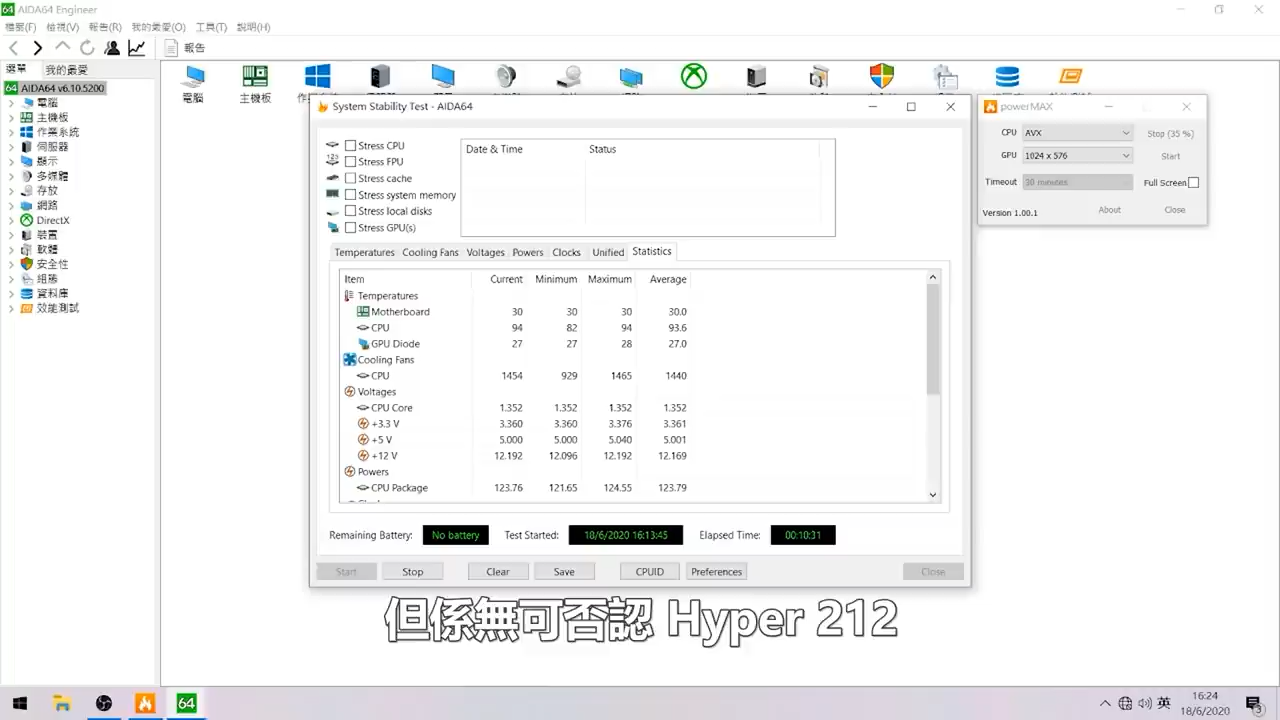 64 AIDA64 Engineer
檔案(F) 檢視(V) 報告(R) 我的最愛(O) 工具(T) 說明(H)
報告
選單 我的最愛
64 AIDA64 v6.10.5200
電腦
主機板
作業系統
伺服器
顯示
多媒體
存放
網路
DirectX
裝置
軟體
安全性
組態
資料庫
效能測試
電腦
主機板
System Stability Test - AIDA64
Stress CPU
Stress FPU
Stress cache
Stress system memory
Stress local disks
Stress GPU(s)
Date & Time Status
Temperatures Cooling Fans Voltages Powers Clocks Unified Statistics
Item Current Minimum Maximum Average
Temperatures
Motherboard 30 30 30 30.0
CPU 94 82 94 93.6
GPU Diode 27 27 28 27.0
Cooling Fans
CPU 1454 929 1465 1440
Voltages
CPU Core 1.352 1.352 1.352 1.352
+3.3 V 3.360 3.360 3.376 3.361
+5 V 5.000 5.000 5.040 5.001
+12 V 12.192 12.096 12.192 12.169
Powers
CPU Package 123.76 121.65 124.55 123.79
Remaining Battery: No battery Test Started: 18/6/2020 16:13:45 Elapsed Time: 00:10:31
Start Stop Clear Save CPUID Preferences Close
powerMAX
CPU AVX Stop (35 %)
GPU 1024 x 576 Start
Timeout 30 minutes Full Screen
Version 1.00.1 About Close
但係無可否認 Hyper 212
64
英 16:24
18/6/2020
3